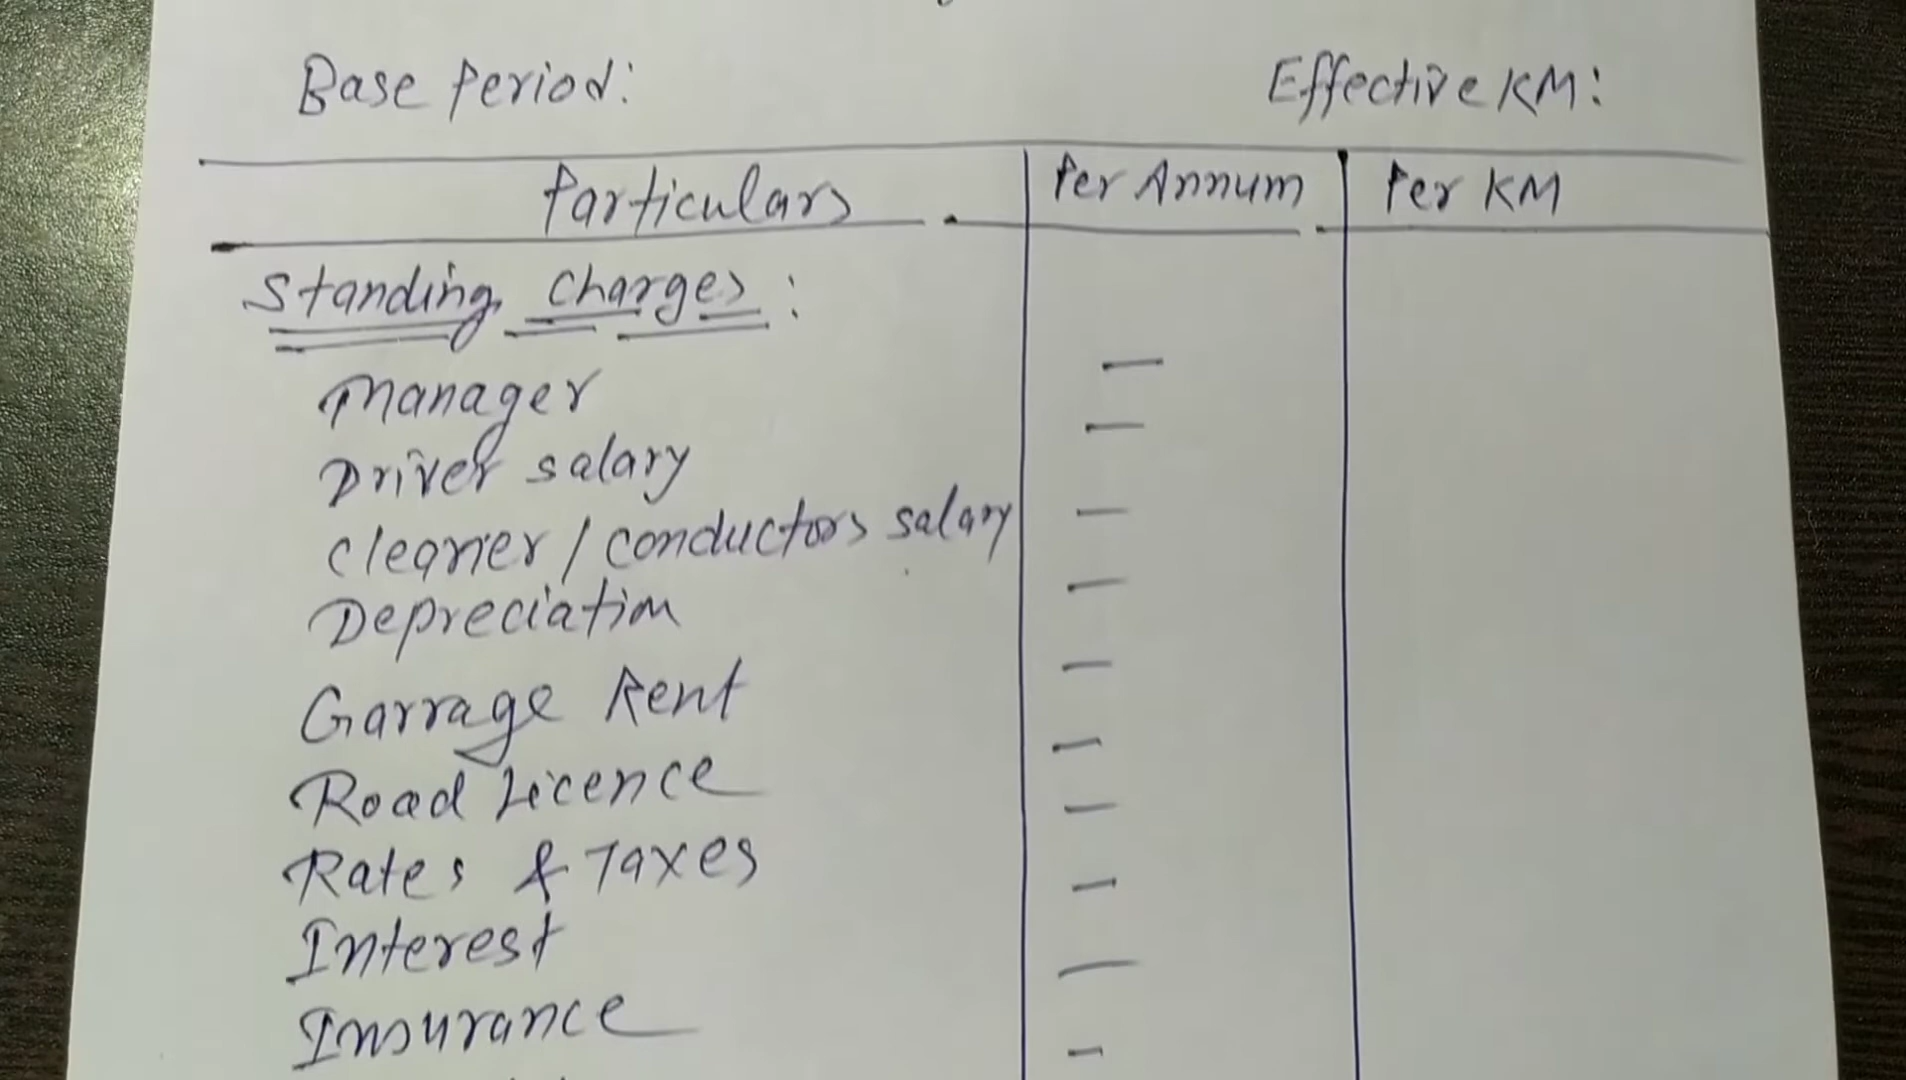 Base Period: Effective KM:
Particulars Per Annum Per KM
Standing Charges:
Manager —
Driver salary —
Cleaner / conductors salary —
Depreciation —
Garrage Rent —
Road Licence —
Rates & Taxes —
Interest —
Insurance —